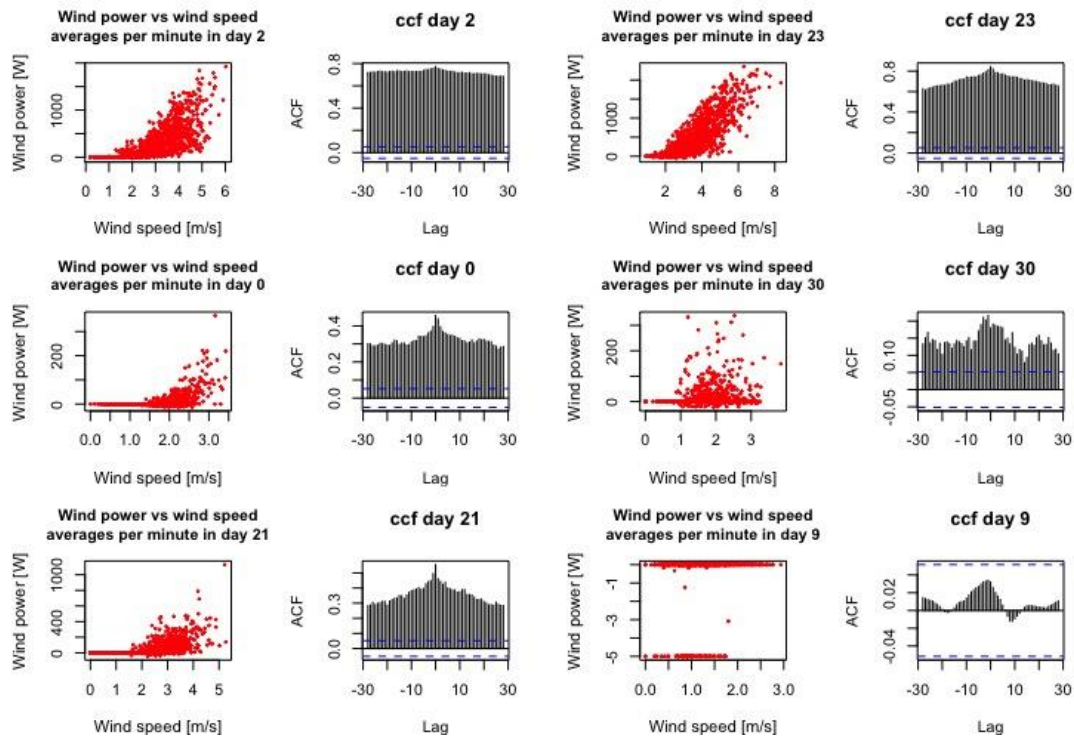 Wind power vs wind speed
averages per minute in day 2
Wind power [W]
0 1000
0 1 2 3 4 5 6
Wind speed [m/s]
ccf day 2
ACF
0.0 0.4 0.8
-30 -10 10 30
Lag
Wind power vs wind speed
averages per minute in day 23
Wind power [W]
0 1000
2 4 6 8
Wind speed [m/s]
ccf day 23
ACF
0.0 0.4 0.8
-30 -10 10 30
Lag
Wind power vs wind speed
averages per minute in day 0
Wind power [W]
0 200
0.0 1.0 2.0 3.0
Wind speed [m/s]
ccf day 0
ACF
0.0 0.2 0.4
-30 -10 10 30
Lag
Wind power vs wind speed
averages per minute in day 30
Wind power [W]
0 200
0 1 2 3
Wind speed [m/s]
ccf day 30
ACF
-0.05 0.10
-30 -10 10 30
Lag
Wind power vs wind speed
averages per minute in day 21
Wind power [W]
0 400 1000
0 1 2 3 4 5
Wind speed [m/s]
ccf day 21
ACF
0.0 0.3
-30 -10 10 30
Lag
Wind power vs wind speed
averages per minute in day 9
Wind power [W]
-5 -3 -1
0.0 1.0 2.0 3.0
Wind speed [m/s]
ccf day 9
ACF
-0.04 0.02
-30 -10 10 30
Lag